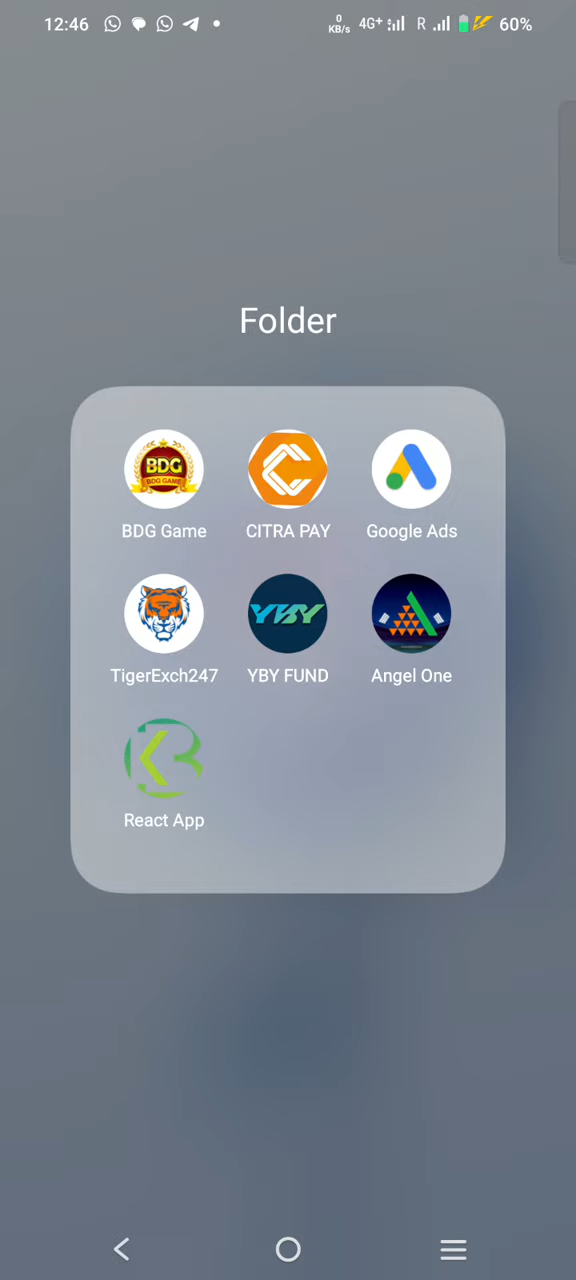 12:46 0 KB/s 4G+ R 60%
Folder
BDG
BDG GAME
BDG Game CITRA PAY Google Ads
YBY
TigerExch247 YBY FUND Angel One
React App